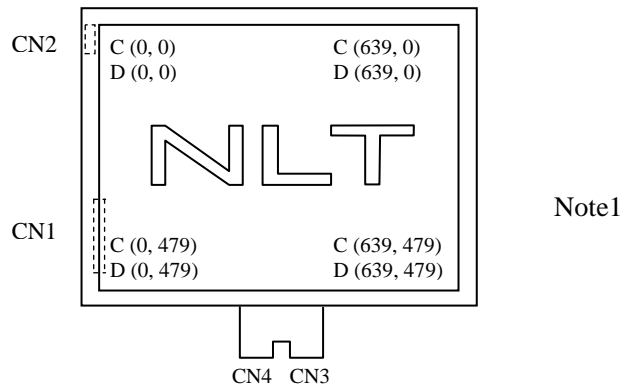 CN2
C (0, 0) C (639, 0)
D (0, 0) D (639, 0)
NLT
Note1
CN1
C (0, 479) C (639, 479)
D (0, 479) D (639, 479)
CN4 CN3